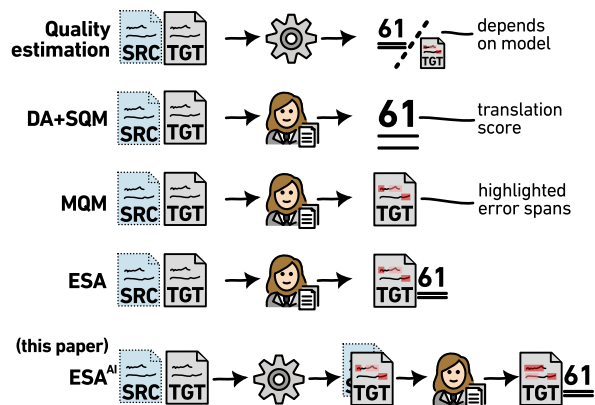 Quality
estimation
SRC TGT
61
TGT
depends
on model
DA+SQM
SRC TGT
61
translation
score
MQM
SRC TGT
TGT
highlighted
error spans
ESA
SRC TGT
TGT 61
(this paper)
ESA^AI
SRC TGT
S TGT
TGT 61